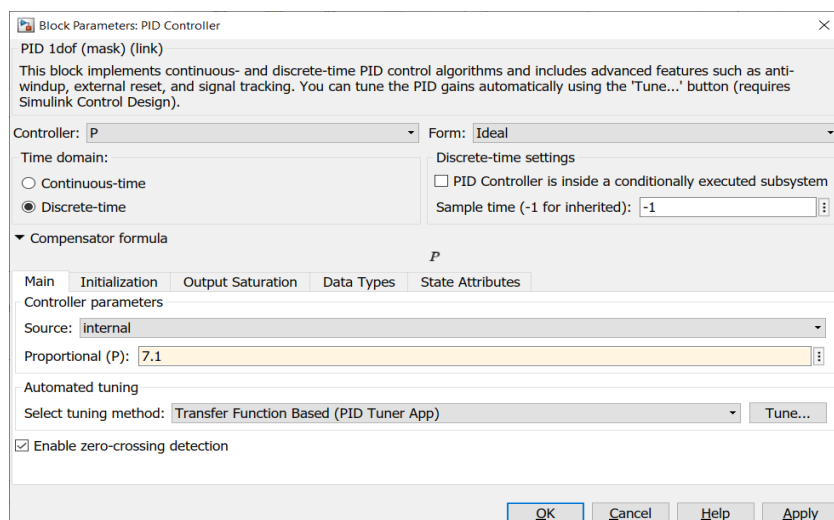 Block Parameters: PID Controller
PID 1dof (mask) (link)
This block implements continuous- and discrete-time PID control algorithms and includes advanced features such as anti-
windup, external reset, and signal tracking. You can tune the PID gains automatically using the 'Tune...' button (requires
Simulink Control Design).
Controller: P
Form: Ideal
Time domain:
Continuous-time
Discrete-time
Discrete-time settings
PID Controller is inside a conditionally executed subsystem
Sample time (-1 for inherited): -1
Compensator formula
P
Main Initialization Output Saturation Data Types State Attributes
Controller parameters
Source: internal
Proportional (P): 7.1
Automated tuning
Select tuning method: Transfer Function Based (PID Tuner App) Tune...
Enable zero-crossing detection
OK Cancel Help Apply